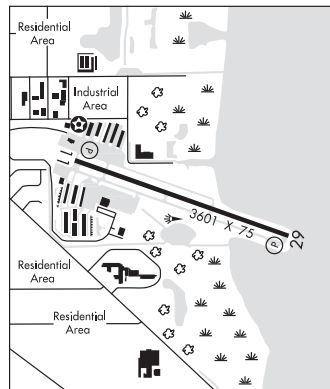 Residential
Area
Industrial
Area
P
3601 X 75
P
29
Residential
Area
Residential
Area